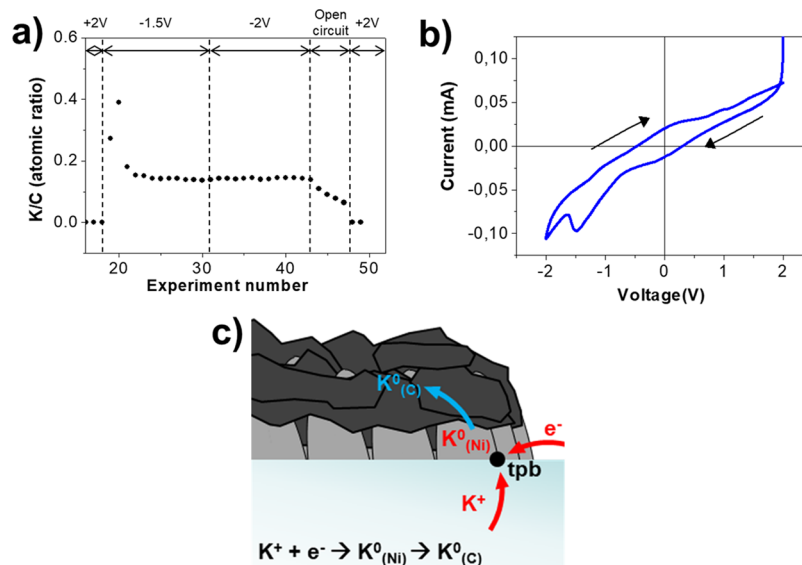 a)
+2V
-1.5V
-2V
Open
circuit
+2V
0.6
0.4
0.2
0.0
K/C (atomic ratio)
20
30
40
50
Experiment number
b)
0.10
0.05
0.00
-0,05
-0,10
Current (mA)
-2
-1
0
1
2
Voltage(V)
c)
K⁰(C)
K⁰(Ni)
e⁻
tpb
K⁺
K⁺ + e⁻ → K⁰(Ni) → K⁰(C)